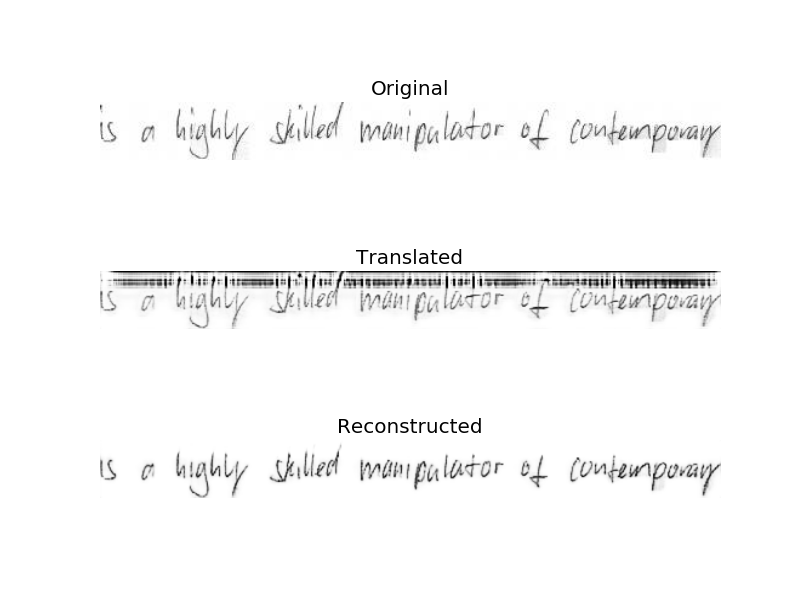 Original
is a highly skilled manipulator of contemporary
Translated
is a highly skilled manipulator of contemporary
Reconstructed
is a highly skilled manipulator of contemporary